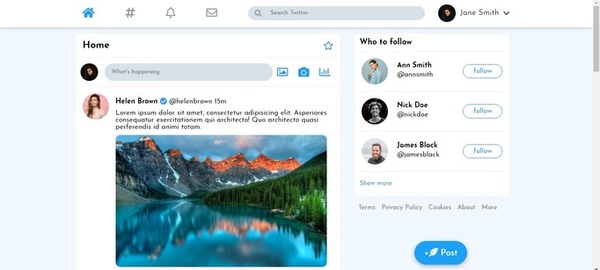 Search Twitter
Jane Smith
Home
What's happening
Helen Brown @helenbrown 15m
Lorem ipsum dolor sit amet, consectetur adipisicing elit. Asperiores
consequatur exercitationem qui architecto! Quo architecto quasi
perferendis id animi totam.
Who to follow
Ann Smith
@annsmith
follow
Nick Doe
@nickdoe
follow
James Black
@jamesblack
follow
Show more
Terms Privacy Policy Cookies About More
Post